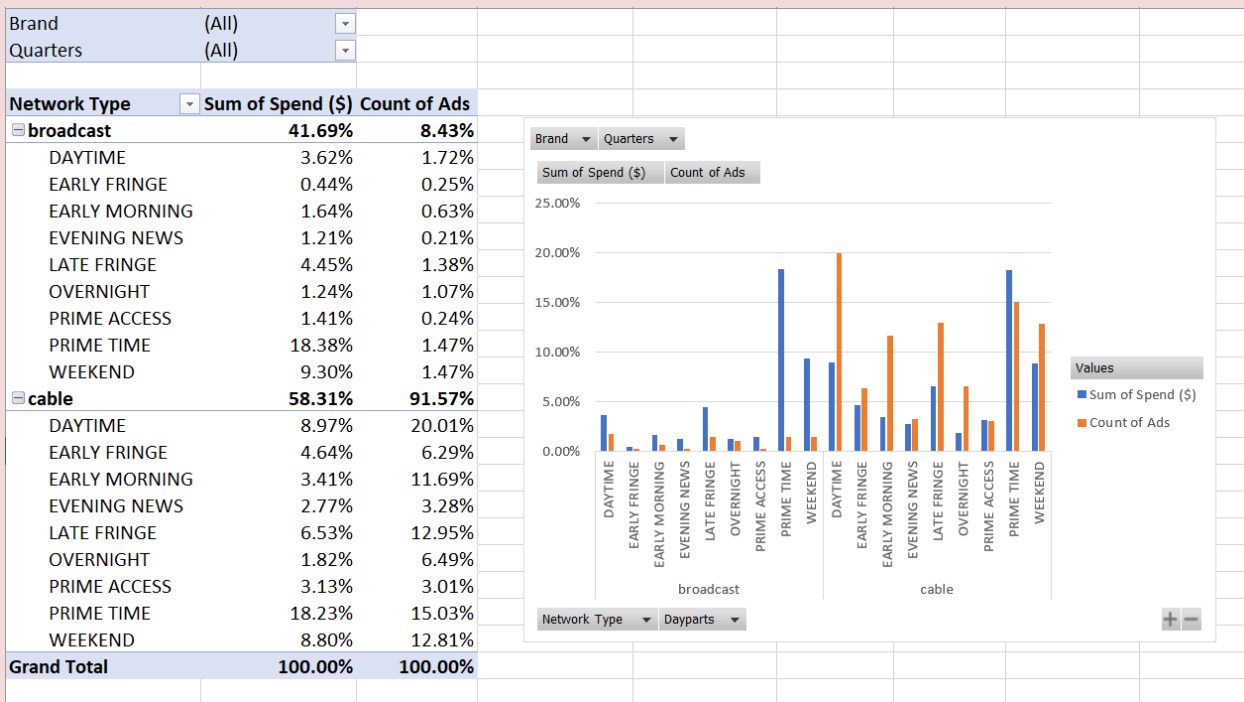 Brand (All)
Quarters (All)
Network Type Sum of Spend ($) Count of Ads
broadcast 41.69% 8.43%
DAYTIME 3.62% 1.72%
EARLY FRINGE 0.44% 0.25%
EARLY MORNING 1.64% 0.63%
EVENING NEWS 1.21% 0.21%
LATE FRINGE 4.45% 1.38%
OVERNIGHT 1.24% 1.07%
PRIME ACCESS 1.41% 0.24%
PRIME TIME 18.38% 1.47%
WEEKEND 9.30% 1.47%
cable 58.31% 91.57%
DAYTIME 8.97% 20.01%
EARLY FRINGE 4.64% 6.29%
EARLY MORNING 3.41% 11.69%
EVENING NEWS 2.77% 3.28%
LATE FRINGE 6.53% 12.95%
OVERNIGHT 1.82% 6.49%
PRIME ACCESS 3.13% 3.01%
PRIME TIME 18.23% 15.03%
WEEKEND 8.80% 12.81%
Grand Total 100.00% 100.00%
Brand Quarters
Sum of Spend ($) Count of Ads
25.00%
20.00%
15.00%
10.00%
5.00%
0.00%
DAYTIME
EARLY FRINGE
EARLY MORNING
EVENING NEWS
LATE FRINGE
OVERNIGHT
PRIME ACCESS
PRIME TIME
WEEKEND
DAYTIME
EARLY FRINGE
EARLY MORNING
EVENING NEWS
LATE FRINGE
OVERNIGHT
PRIME ACCESS
PRIME TIME
WEEKEND
broadcast cable
Values
Sum of Spend ($)
Count of Ads
Network Type Dayparts